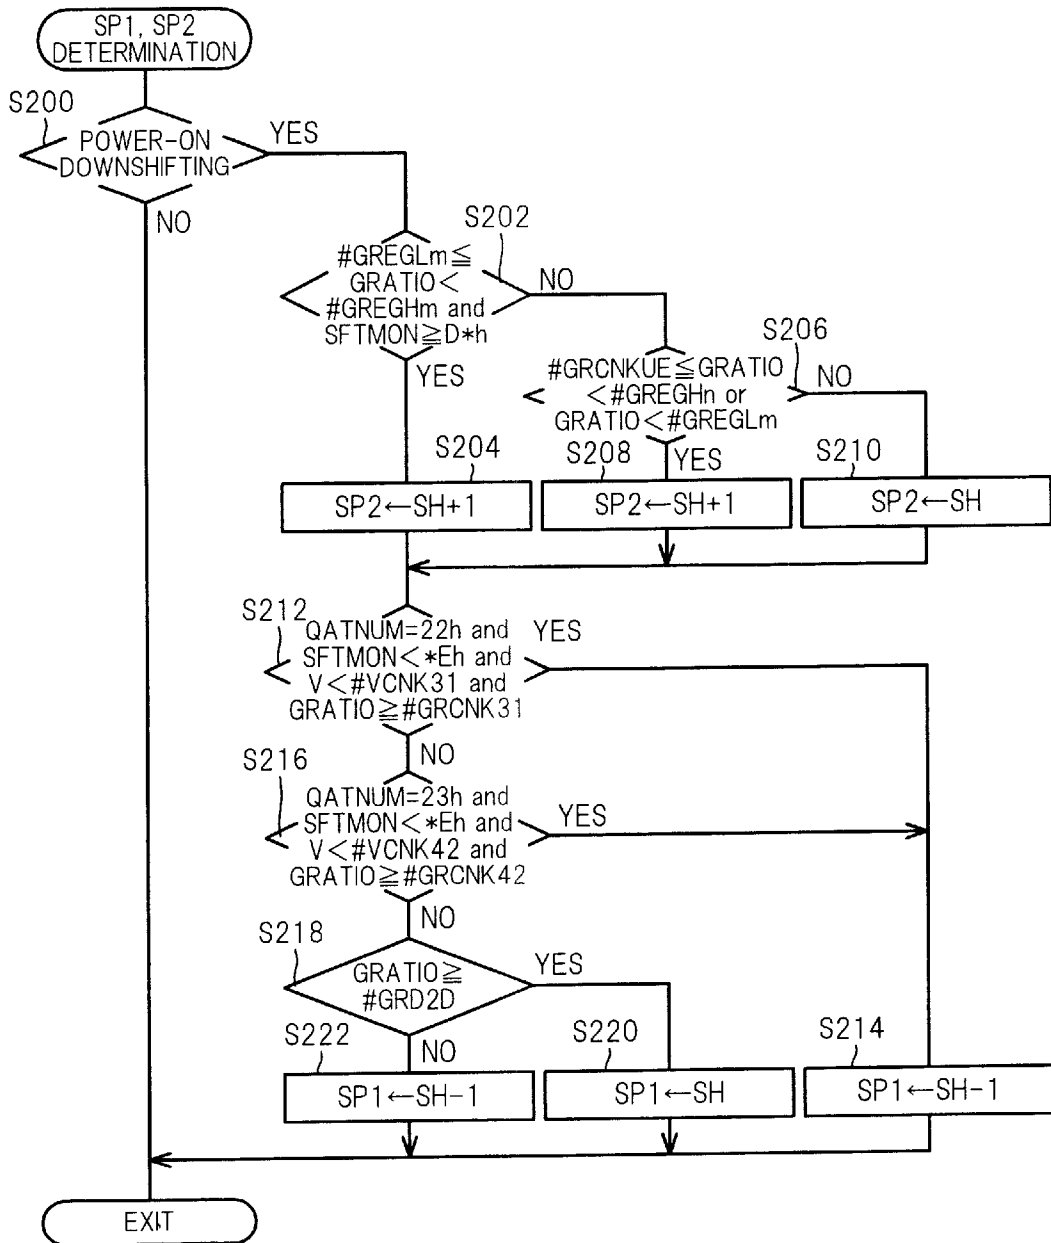 SP1, SP2
DETERMINATION
S200
POWER-ON
DOWNSHIFTING
YES
NO
S202
#GREGLm≦
GRATIO<
#GREGHm and
SFTMON≧D*h
NO
YES
S206
#GRCNKUE≦GRATIO
<#GREGHn or
GRATIO<#GREGLm
NO
YES
S204
SP2←SH+1
S208
SP2←SH+1
S210
SP2←SH
S212
QATNUM=22h and
SFTMON<*Eh and
V<#VCNK31 and
GRATIO≧#GRCNK31
YES
NO
S216
QATNUM=23h and
SFTMON<*Eh and
V<#VCNK42 and
GRATIO≧#GRCNK42
YES
NO
S218
GRATIO≧
#GRD2D
YES
NO
S222
SP1←SH-1
S220
SP1←SH
S214
SP1←SH-1
EXIT